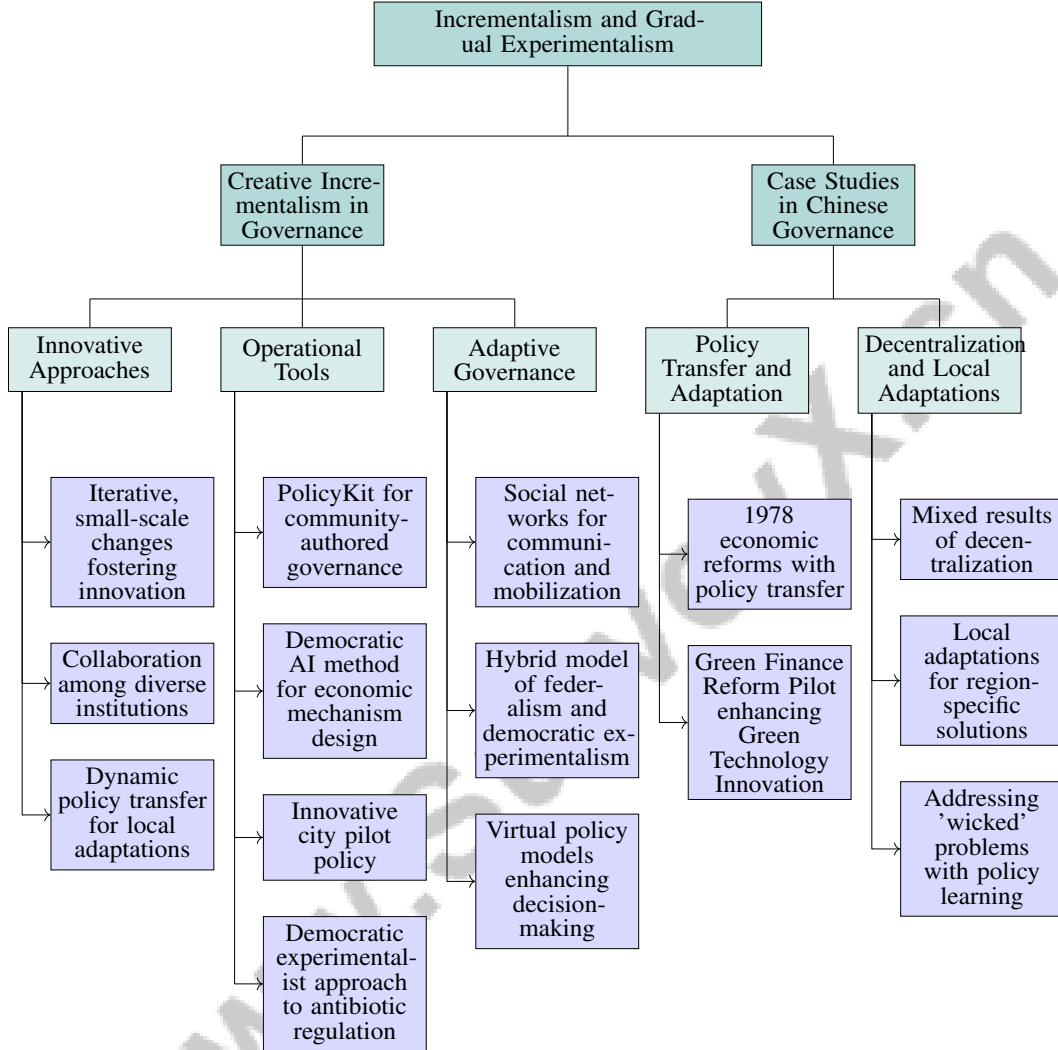 Incrementalism and Grad-
ual Experimentalism
Creative Incre-
mentalism in
Governance
Case Studies
in Chinese
Governance
Innovative
Approaches
Operational
Tools
Adaptive
Governance
Policy
Transfer and
Adaptation
Decentralization
and Local
Adaptations
Iterative,
small-scale
changes
fostering
innovation
Collaboration
among diverse
institutions
Dynamic
policy transfer
for local
adaptations
PolicyKit for
community-
authored
governance
Democratic
AI method
for economic
mechanism
design
Innovative
city pilot
policy
Democratic
experimental-
ist approach
to antibiotic
regulation
Social net-
works for
communi-
cation and
mobilization
Hybrid model
of feder-
alism and
democratic ex-
perimentalism
Virtual policy
models
enhancing
decision-
making
1978
economic
reforms with
policy transfer
Green Finance
Reform Pilot
enhancing
Green
Technology
Innovation
Mixed results
of decen-
tralization
Local
adaptations
for region-
specific
solutions
Addressing
'wicked'
problems
with policy
learning